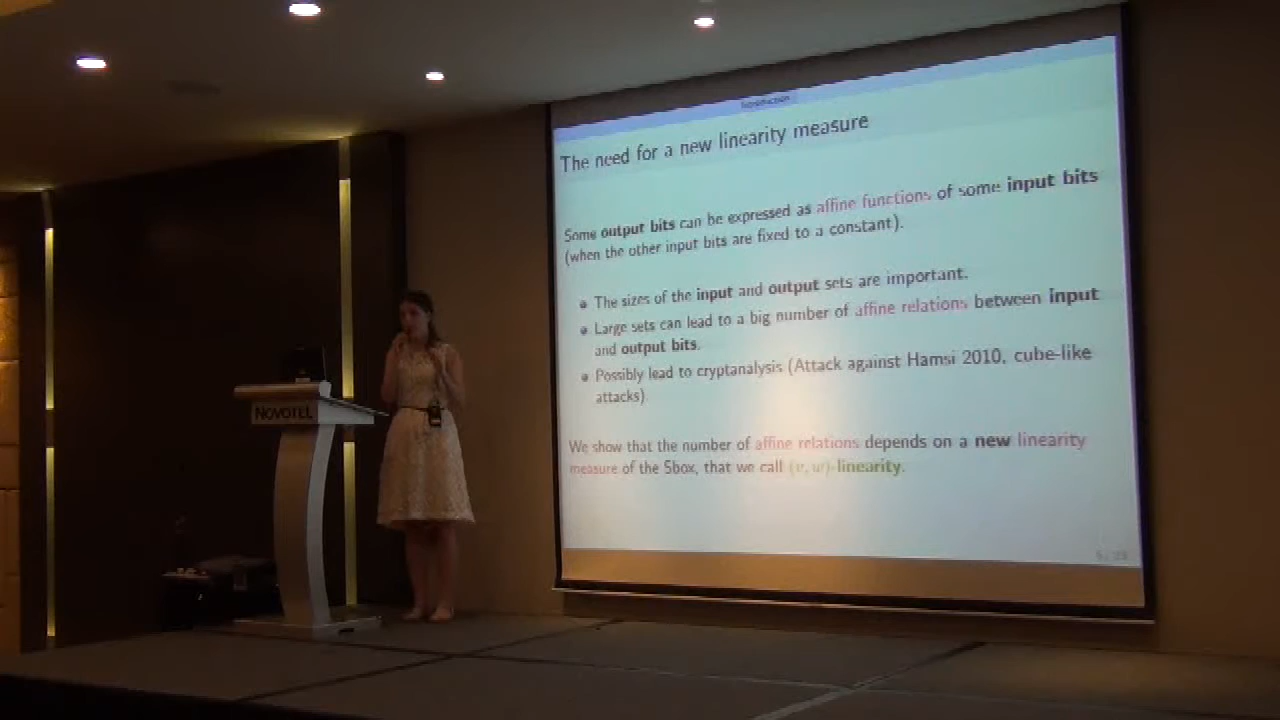 Introduction
The need for a new linearity measure
Some output bits can be expressed as affine functions of some input bits
(when the other input bits are fixed to a constant).
The sizes of the input and output sets are important.
Large sets can lead to a big number of affine relations between input
and output bits.
Possibly lead to cryptanalysis (Attack against Hamsi 2010, cube-like
attacks)
We show that the number of affine relations depends on a new linearity
measure of the Sbox, that we call (v, w)-linearity.
NOVOTEL